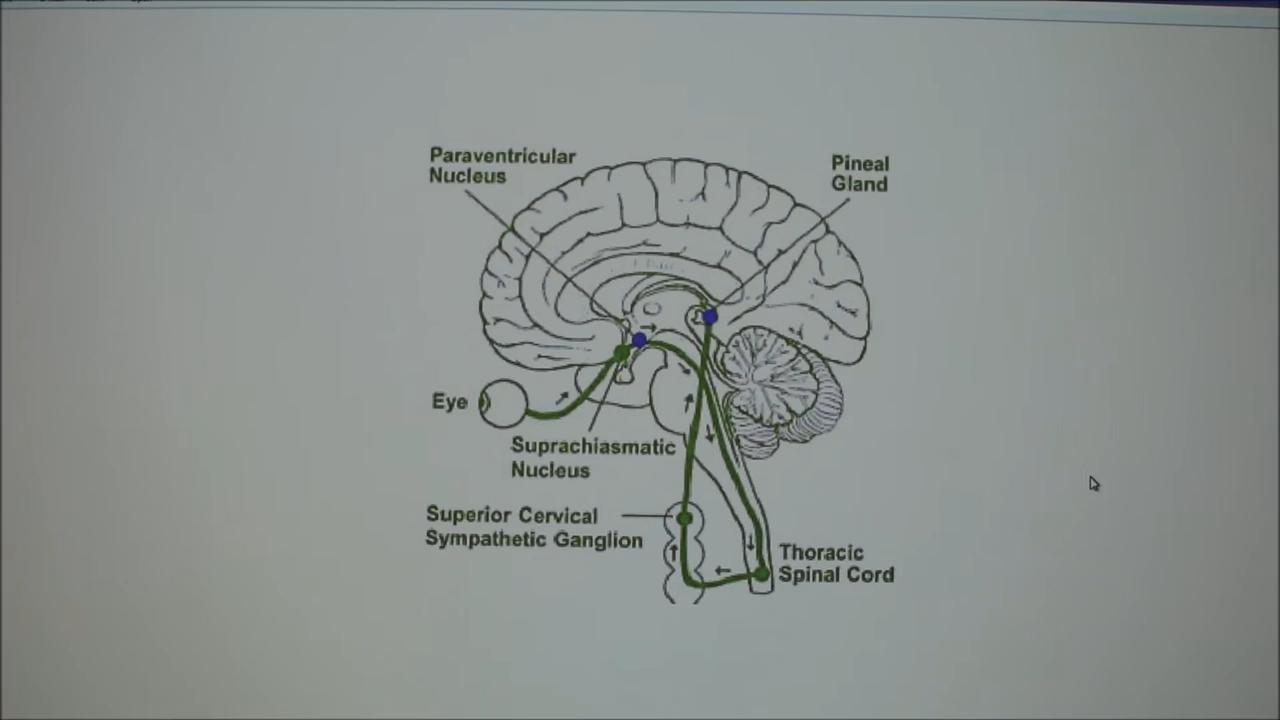 Paraventricular
Nucleus
Pineal
Gland
Eye
Suprachiasmatic
Nucleus
Superior Cervical
Sympathetic Ganglion
Thoracic
Spinal Cord